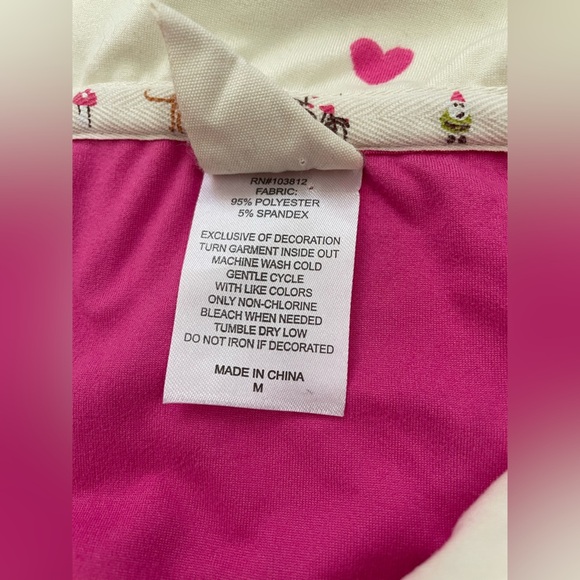 RN#103812
FABRIC:
95% POLYESTER
5% SPANDEX
EXCLUSIVE OF DECORATION
TURN GARMENT INSIDE OUT
MACHINE WASH COLD
GENTLE CYCLE
WITH LIKE COLORS
ONLY NON-CHLORINE
BLEACH WHEN NEEDED
TUMBLE DRY LOW
DO NOT IRON IF DECORATED
MADE IN CHINA
M